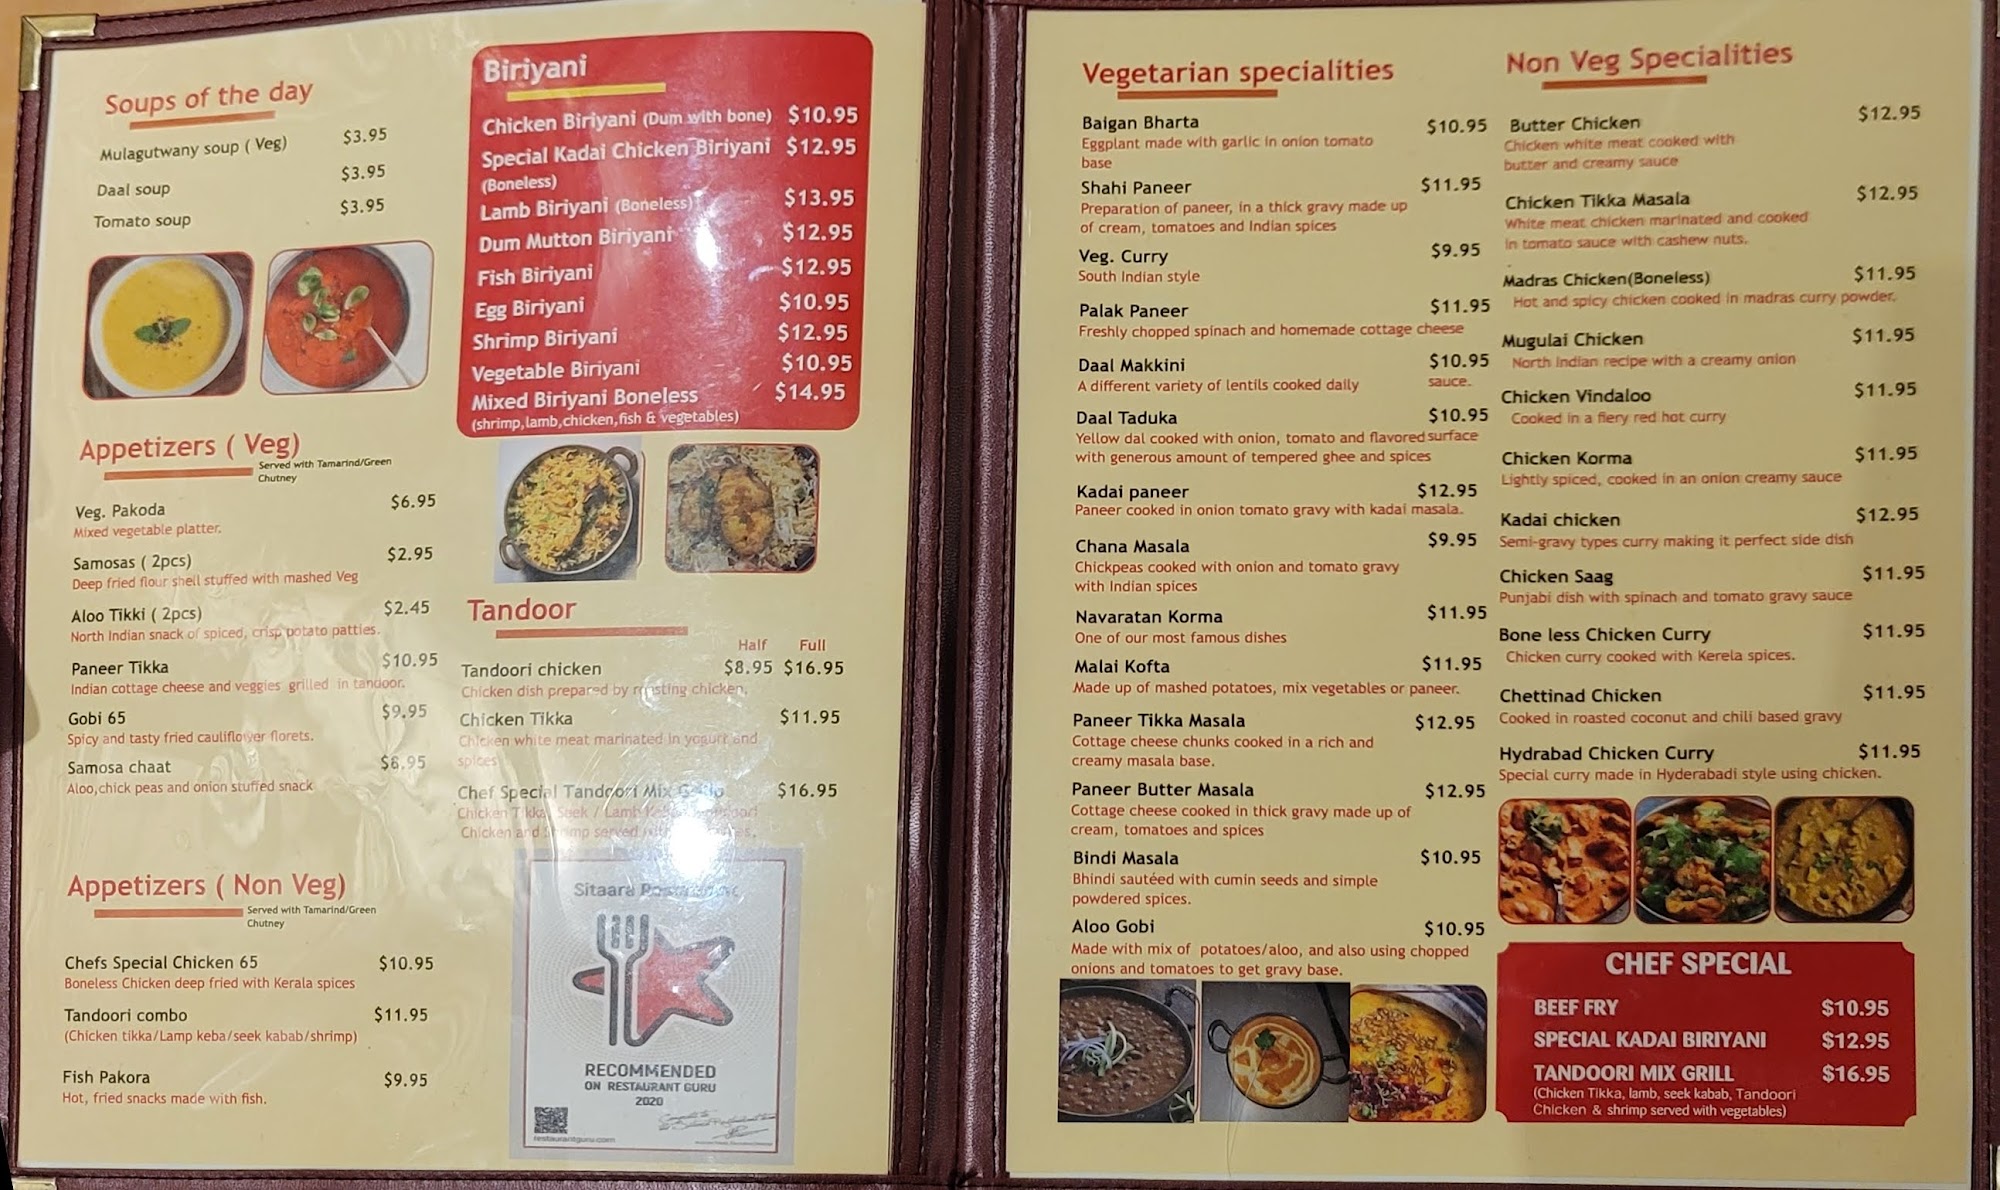 Soups of the day
Mulagutwany soup ( Veg) $3.95
Daal soup $3.95
Tomato soup $3.95
Appetizers ( Veg)
Served with Tamarind/Green
Chutney
Veg. Pakoda $6.95
Mixed vegetable platter.
Samosas ( 2pcs) $2.95
Deep fried flour shell stuffed with mashed Veg
Aloo Tikki ( 2pcs) $2.45
North Indian snack of spiced, crisp potato patties.
Paneer Tikka $10.95
Indian cottage cheese and veggies grilled in tandoor.
Gobi 65 $9.95
Spicy and tasty fried cauliflower florets.
Samosa chaat $6.95
Aloo,chick peas and onion stuffed snack
Appetizers ( Non Veg)
Served with Tamarind/Green
Chutney
Chefs Special Chicken 65 $10.95
Boneless Chicken deep fried with Kerala spices
Tandoori combo $11.95
(Chicken tikka/Lamp keba/seek kabab/shrimp)
Fish Pakora $9.95
Hot, fried snacks made with fish.
Biriyani
Chicken Biriyani (Dum with bone) $10.95
Special Kadai Chicken Biriyani $12.95
(Boneless)
Lamb Biriyani (Boneless) $13.95
Dum Mutton Biriyani $12.95
Fish Biriyani $12.95
Egg Biriyani $10.95
Shrimp Biriyani $12.95
Vegetable Biriyani $10.95
Mixed Biriyani Boneless $14.95
(shrimp,lamb,chicken,fish & vegetables)
Tandoor
Half Full
Tandoori chicken $8.95 $16.95
Chicken dish prepared by roasting chicken,
Chicken Tikka $11.95
Chicken white meat marinated in yogurt and
spices
Chef Special Tandoori Mix $16.95
Chicken Tikka, Seek / Lamb
Chicken and Shrimp served with
Sitaara
RECOMMENDED
ON RESTAURANT GURU
2020
restaurantguru.com
Vegetarian specialities
Baigan Bharta $10.95
Eggplant made with garlic in onion tomato
base
Shahi Paneer $11.95
Preparation of paneer, in a thick gravy made up
of cream, tomatoes and Indian spices
Veg. Curry $9.95
South Indian style
Palak Paneer $11.95
Freshly chopped spinach and homemade cottage cheese
Daal Makkini $10.95
A different variety of lentils cooked daily sauce.
Daal Taduka $10.95
Yellow dal cooked with onion, tomato and flavored surface
with generous amount of tempered ghee and spices
Kadai paneer $12.95
Paneer cooked in onion tomato gravy with kadai masala.
Chana Masala $9.95
Chickpeas cooked with onion and tomato gravy
with Indian spices
Navaratan Korma $11.95
One of our most famous dishes
Malai Kofta $11.95
Made up of mashed potatoes, mix vegetables or paneer.
Paneer Tikka Masala $12.95
Cottage cheese chunks cooked in a rich and
creamy masala base.
Paneer Butter Masala $12.95
Cottage cheese cooked in thick gravy made up of
cream, tomatoes and spices
Bindi Masala $10.95
Bhindi sautéed with cumin seeds and simple
powdered spices.
Aloo Gobi $10.95
Made with mix of potatoes/aloo, and also using chopped
onions and tomatoes to get gravy base.
Non Veg Specialities
Butter Chicken $12.95
Chicken white meat cooked with
butter and creamy sauce
Chicken Tikka Masala $12.95
White meat chicken marinated and cooked
in tomato sauce with cashew nuts.
Madras Chicken(Boneless) $11.95
Hot and spicy chicken cooked in madras curry powder.
Mugulai Chicken $11.95
North Indian recipe with a creamy onion
Chicken Vindaloo $11.95
Cooked in a fiery red hot curry
Chicken Korma $11.95
Lightly spiced, cooked in an onion creamy sauce
Kadai chicken $12.95
Semi-gravy types curry making it perfect side dish
Chicken Saag $11.95
Punjabi dish with spinach and tomato gravy sauce
Bone less Chicken Curry $11.95
Chicken curry cooked with Kerela spices.
Chettinad Chicken $11.95
Cooked in roasted coconut and chili based gravy
Hydrabad Chicken Curry $11.95
Special curry made in Hyderabadi style using chicken.
CHEF SPECIAL
BEEF FRY $10.95
SPECIAL KADAI BIRIYANI $12.95
TANDOORI MIX GRILL $16.95
(Chicken Tikka, lamb, seek kabab, Tandoori
Chicken & shrimp served with vegetables)